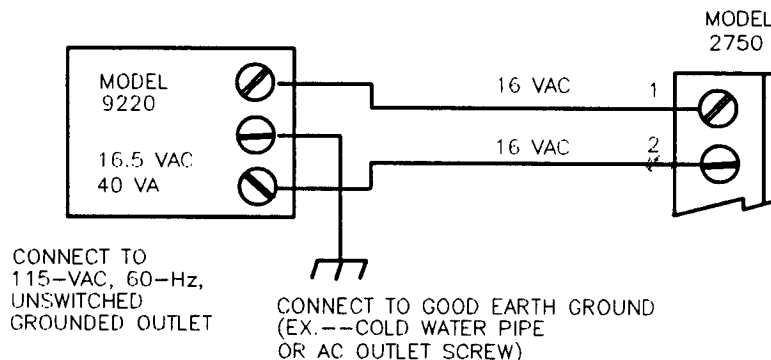 MODEL
2750
MODEL
9220
16 VAC
1
16.5 VAC
40 VA
16 VAC
2
CONNECT TO
115-VAC, 60-Hz,
UNSWITCHED
GROUNDED OUTLET
CONNECT TO GOOD EARTH GROUND
(EX.--COLD WATER PIPE
OR AC OUTLET SCREW)